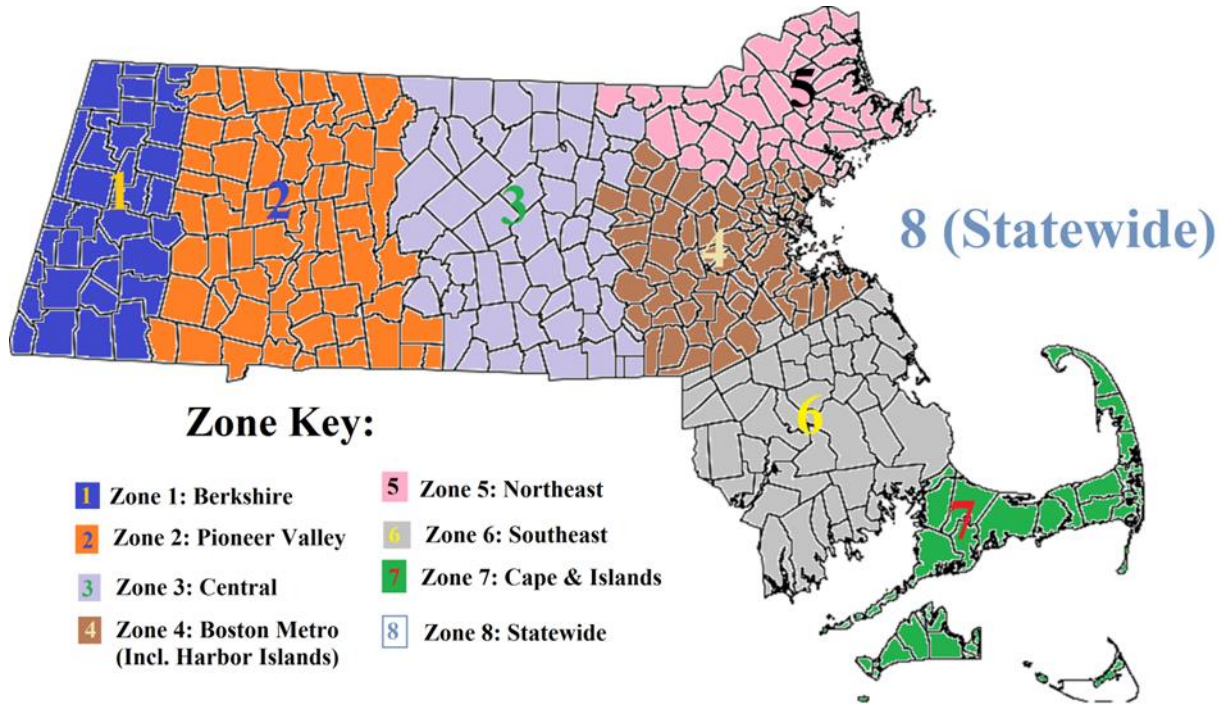 5
1
2
3
4
8 (Statewide)
6
7
Zone Key:
1 Zone 1: Berkshire
2 Zone 2: Pioneer Valley
3 Zone 3: Central
4 Zone 4: Boston Metro
(Incl. Harbor Islands)
5 Zone 5: Northeast
6 Zone 6: Southeast
7 Zone 7: Cape & Islands
8 Zone 8: Statewide